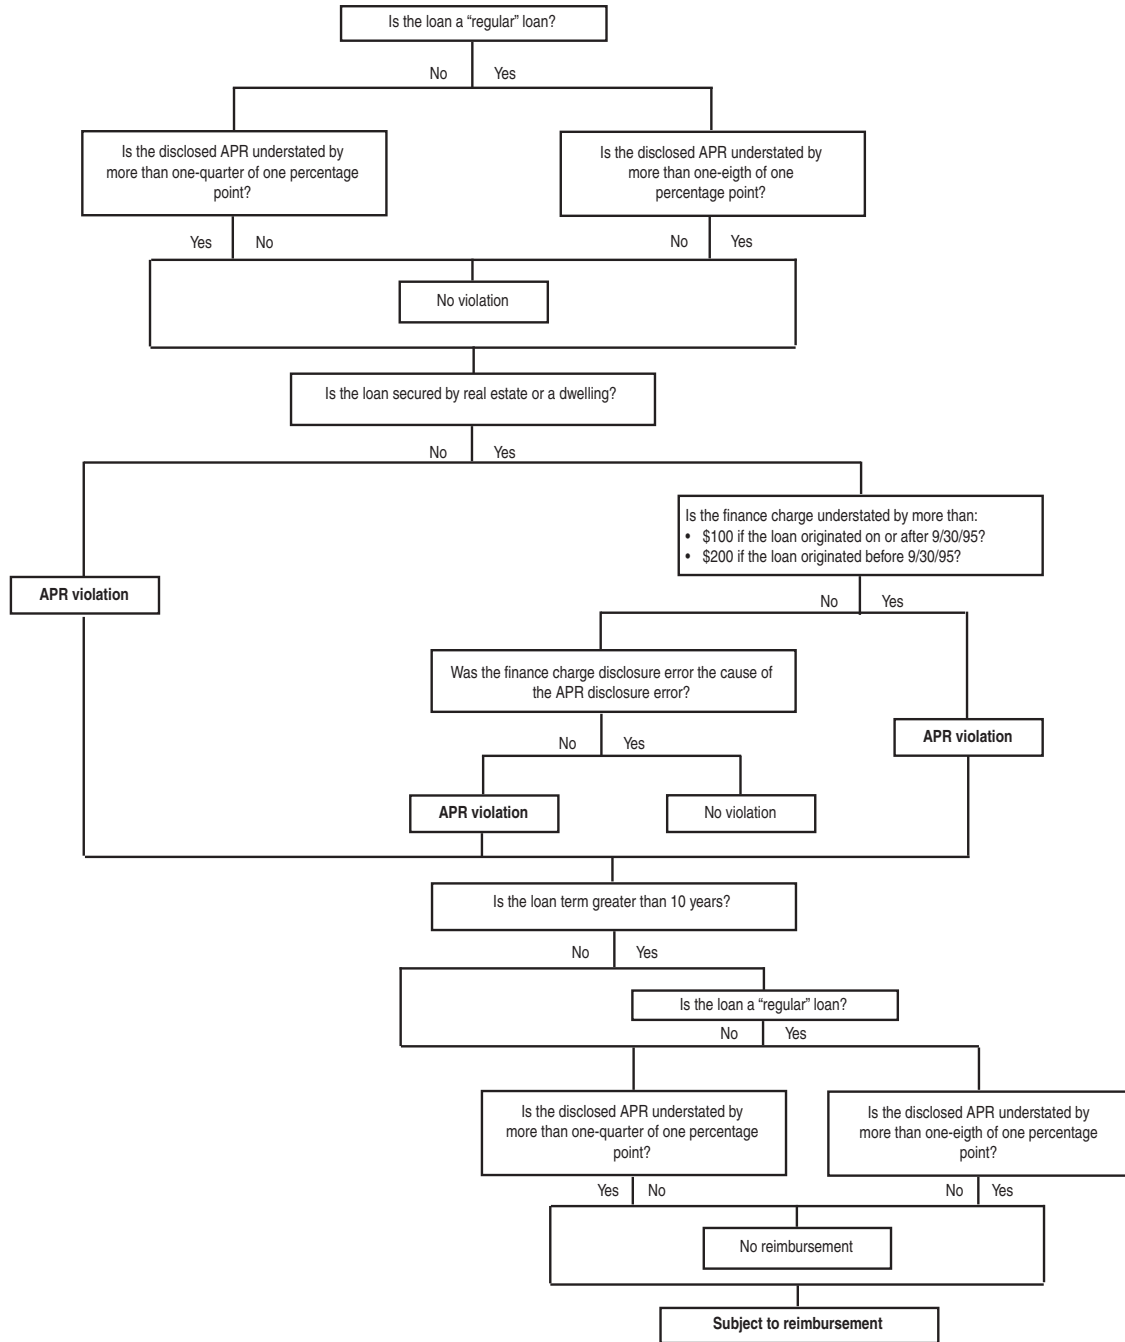 Is the loan a “regular” loan?
No Yes
Is the disclosed APR understated by
more than one-quarter of one percentage
point?
Is the disclosed APR understated by
more than one-eigth of one
percentage point?
Yes No
No Yes
No violation
Is the loan secured by real estate or a dwelling?
No Yes
Is the finance charge understated by more than:
• $100 if the loan originated on or after 9/30/95?
• $200 if the loan originated before 9/30/95?
APR violation
No Yes
Was the finance charge disclosure error the cause of
the APR disclosure error?
APR violation
No Yes
APR violation
No violation
Is the loan term greater than 10 years?
No Yes
Is the loan a “regular” loan?
No Yes
Is the disclosed APR understated by
more than one-quarter of one percentage
point?
Is the disclosed APR understated by
more than one-eigth of one percentage
point?
Yes No
No Yes
No reimbursement
Subject to reimbursement